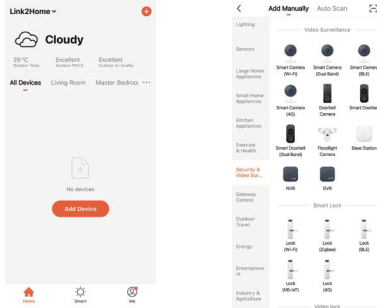 Link2Home
Cloudy
29 °C Excellent Excellent
Outdoor Temp. Outdoor PM2.5 Outdoor Air Quality
All Devices Living Room Master Bedroo
No devices
Add Device
Home Smart Me
Add Manually Auto Scan
Lighting
Sensors
Large Home
Appliances
Small Home
Appliances
Kitchen
Appliances
Exercise
& Health
Security &
Video Sur...
Gateway
Control
Outdoor
Travel
Energy
Entertainme
nt
Industry &
Agriculture
Video Surveillance
Smart Camera
(Wi-Fi)
Smart Camera
(Dual Band)
Smart Camera
(BLE)
Smart Camera
(4G)
Doorbell
Camera
Smart Doorbe
Smart Doorbell
(Dual Band)
Floodlight
Camera
Base Station
NVR
DVR
Smart Lock
Lock
(Wi-Fi)
Lock
(Zigbee)
Lock
(BLE)
Lock
(NB-IoT)
Lock
(4G)
Video lock